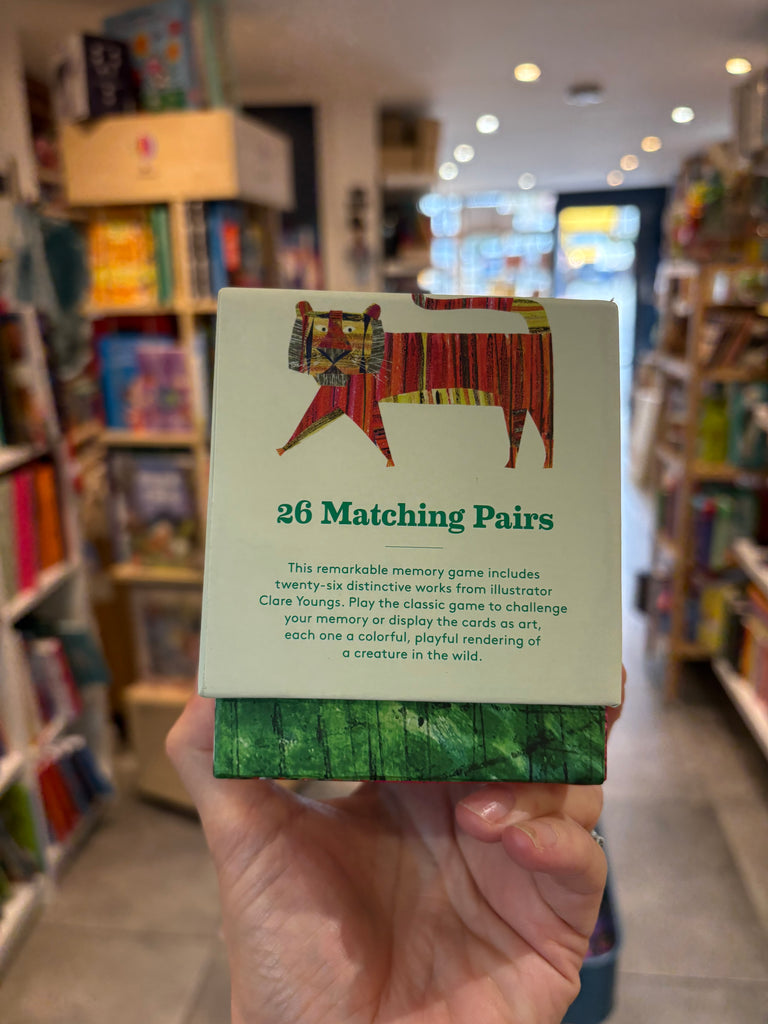 26 Matching Pairs
This remarkable memory game includes
twenty-six distinctive works from illustrator
Clare Youngs. Play the classic game to challenge
your memory or display the cards as art,
each one a colorful, playful rendering of
a creature in the wild.